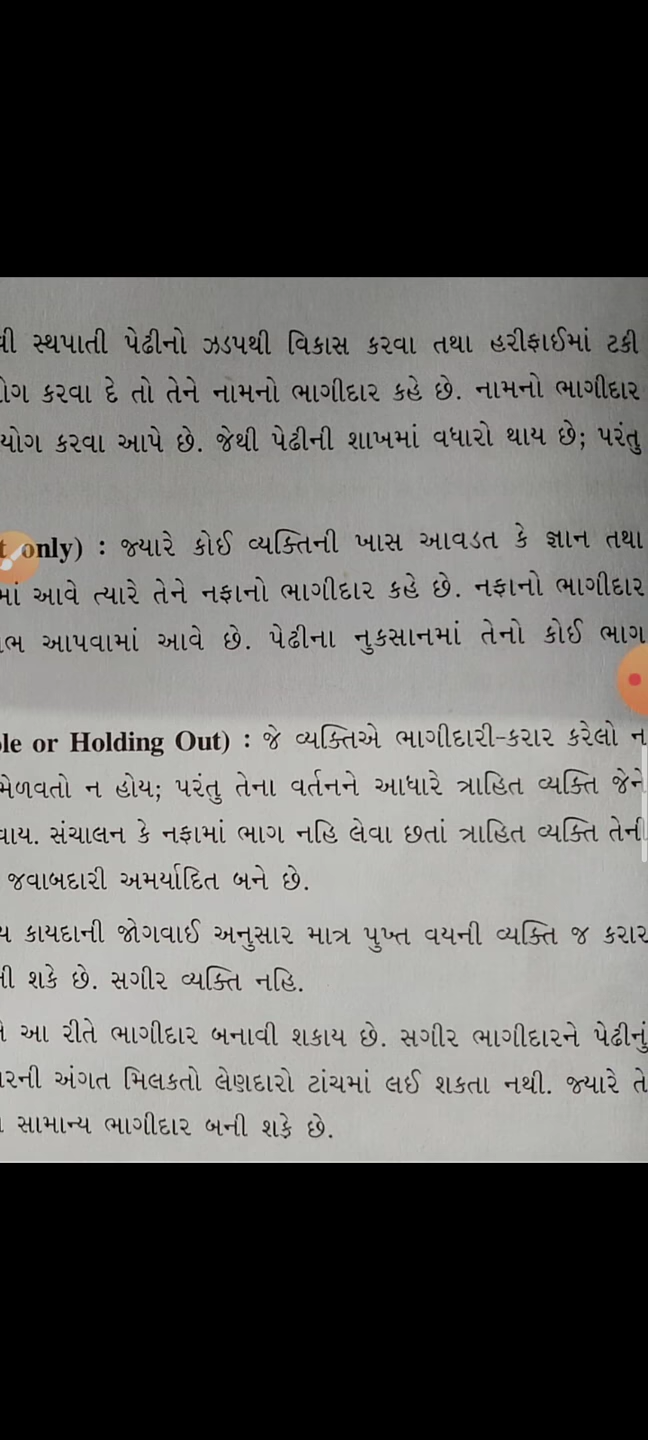 સ્થપાતી પેઢીનો ઝડપથી વિકાસ કરવા તથા હરીફાઈમાં ટકી
કરવા દે તો તેને નામનો ભાગીદાર કહે છે. નામનો ભાગીદાર
કરવા આપે છે. જેથી પેઢીની શાખમાં વધારો થાય છે; પરંતુ
only) : જ્યારે કોઈ વ્યક્તિની ખાસ આવડત કે જ્ઞાન તથા
આવે ત્યારે તેને નફાનો ભાગીદાર કહે છે. નફાનો ભાગીદાર
આપવામાં આવે છે. પેઢીના નુકસાનમાં તેનો કોઈ ભાગ
or Holding Out) : જે વ્યક્તિએ ભાગીદારી-કરાર કરેલો ન
મેળવતો ન હોય; પરંતુ તેના વર્તનને આધારે ત્રાહિત વ્યક્તિ જેને
સંચાલન કે નફામાં ભાગ નહિ લેવા છતાં ત્રાહિત વ્યક્તિ તેની
જવાબદારી અમર્યાદિત બને છે.
કાયદાની જોગવાઈ અનુસાર માત્ર પુખ્ત વયની વ્યક્તિ જ કરાર
શકે છે. સગીર વ્યક્તિ નહિ.
આ રીતે ભાગીદાર બનાવી શકાય છે. સગીર ભાગીદારને પેઢીનું
અંગત મિલકતો લેણદારો ટાંચમાં લઈ શકતા નથી. જ્યારે તે
સામાન્ય ભાગીદાર બની શકે છે.